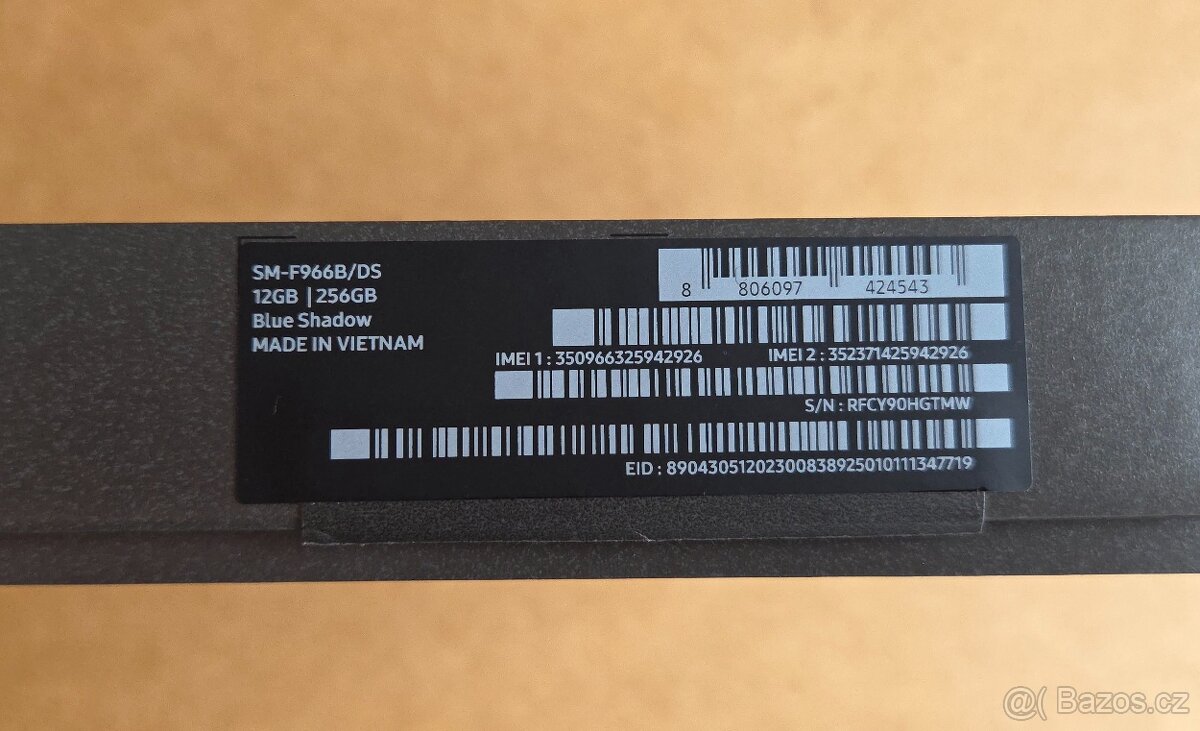 SM-F966B/DS
12GB | 256GB
Blue Shadow
MADE IN VIETNAM
8 806097 424543
IMEI 1 : 350966325942926 IMEI 2 : 352371425942926
S/N : RFCY90HGTMW
EID : 89043051202300838925010111347719
@( Bazos.cz